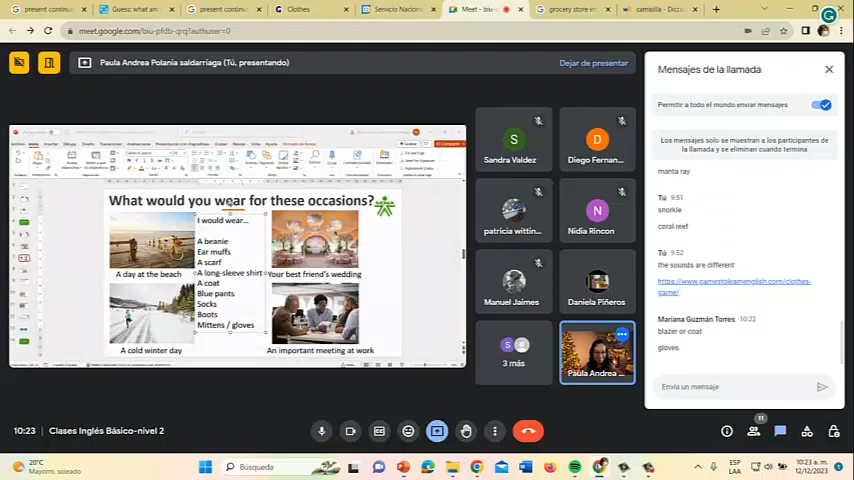 present continuo
Guess: what am i
present continuo
Clothes
Servicio Nacional
Meet - biu-
grocery store im
camisilla - Diccio
meet.google.com/biu-pfdb-qrq?authuser=0
Paula Andrea Polania saldarriaga (Tú, presentando)
Dejar de presentar
What would you wear for these occasions?
I would wear...
A beanie
Ear muffs
A scarf
A long-sleeve shirt
A coat
Blue pants
Socks
Boots
Mittens / gloves
A day at the beach
Your best friend's wedding
A cold winter day
An important meeting at work
S
Sandra Valdez
D
Diego Fernan...
patricia wittin...
N
Nidia Rincon
Manuel Jaimes
Daniela Piñeros
S
3 más
Paula Andrea ...
Mensajes de la llamada
Permitir a todo el mundo enviar mensajes
Los mensajes solo se muestran a los participantes de
la llamada y se eliminan cuando termina
manta ray
Tú 9:51
snorkle
coral reef
Tú 9:52
the sounds are different
https://www.gamestolearnenglish.com/clothes-
game/
Mariana Guzmán Torres 10:22
blazer or coat
gloves
Envía un mensaje
10:23
Clases Inglés Básico-nivel 2
11
20°C
Mayorm. soleado
Búsqueda
ESP
LAA
10:23 a. m.
12/12/2023